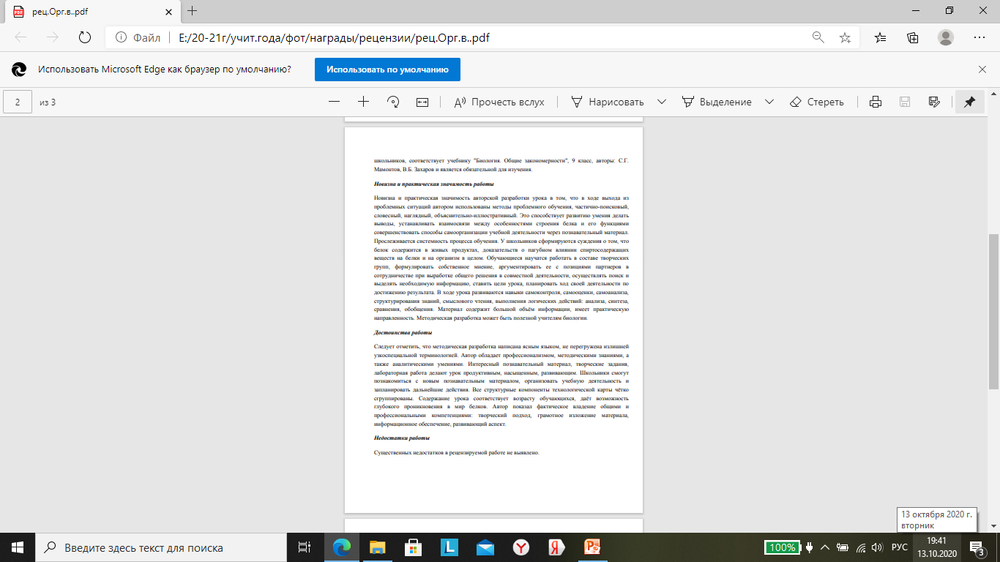 рец.Орг.в..pdf
Файл
E:/20-21г/учит.года/фот/награды/рецензии/рец.Орг.в..pdf
Использовать Microsoft Edge как браузер по умолчанию?
Использовать по умолчанию
2 из 3
Прочесть вслух
Нарисовать
Выделение
Стереть
школьников, соответствует учебнику "Биология. Общие закономерности", 9 класс, авторы: С.Г.
Мамонтов, В.Б. Захаров и является обязательной для изучения.
Новизна и практическая значимость работы
Новизна и практическая значимость авторской разработки урока в том, что в ходе выхода из
проблемных ситуаций автором использованы методы проблемного обучения, частично-поисковый,
словесный, наглядный, объяснительно-иллюстративный. Это способствует развитию умения делать
выводы, устанавливать взаимосвязи между особенностями строения белка и его функциями
совершенствовать способы самоорганизации учебной деятельности через познавательный материал.
Прослеживается системность процесса обучения. У школьников сформируются суждения о том, что
белок содержится в живых продуктах, доказательств о пагубном влиянии спиртосодержащих
веществ на белки и на организм в целом. Обучающиеся научатся работать в составе творческих
групп, формулировать собственное мнение, аргументировать ее с позициями партнеров в
сотрудничестве при выработке общего решения в совместной деятельности, осуществлять поиск и
выделять необходимую информацию, ставить цели урока, планировать ход своей деятельности по
достижению результата. В ходе урока развиваются навыки самоконтроля, самооценки, самоанализа,
структурирования знаний, смыслового чтения, выполнения логических действий: анализа, синтеза,
сравнения, обобщения. Материал содержит большой объём информации, имеет практическую
направленность. Методическая разработка может быть полезной учителям биологии.
Достоинства работы
Следует отметить, что методическая разработка написана ясным языком, не перегружена излишней
узкоспециальной терминологией. Автор обладает профессионализмом, методическими знаниями, а
также аналитическими умениями. Интересный познавательный материал, творческие задания,
лабораторная работа делают урок продуктивным, насыщенным, развивающим. Школьники смогут
познакомиться с новым познавательным материалом, организовать учебную деятельность и
запланировать дальнейшие действия. Все структурные компоненты технологической карты чётко
сгруппированы. Содержание урока соответствует возрасту обучающихся, даёт возможность
глубокого проникновения в мир белков. Автор показал фактическое владение общими и
профессиональными компетенциями: творческий подход, грамотное изложение материала,
информационное обеспечение, развивающий аспект.
Недостатки работы
Существенных недостатков в рецензируемой работе не выявлено.
13 октября 2020 г.
вторник
Введите здесь текст для поиска
100%
РУС
19:41
13.10.2020
3